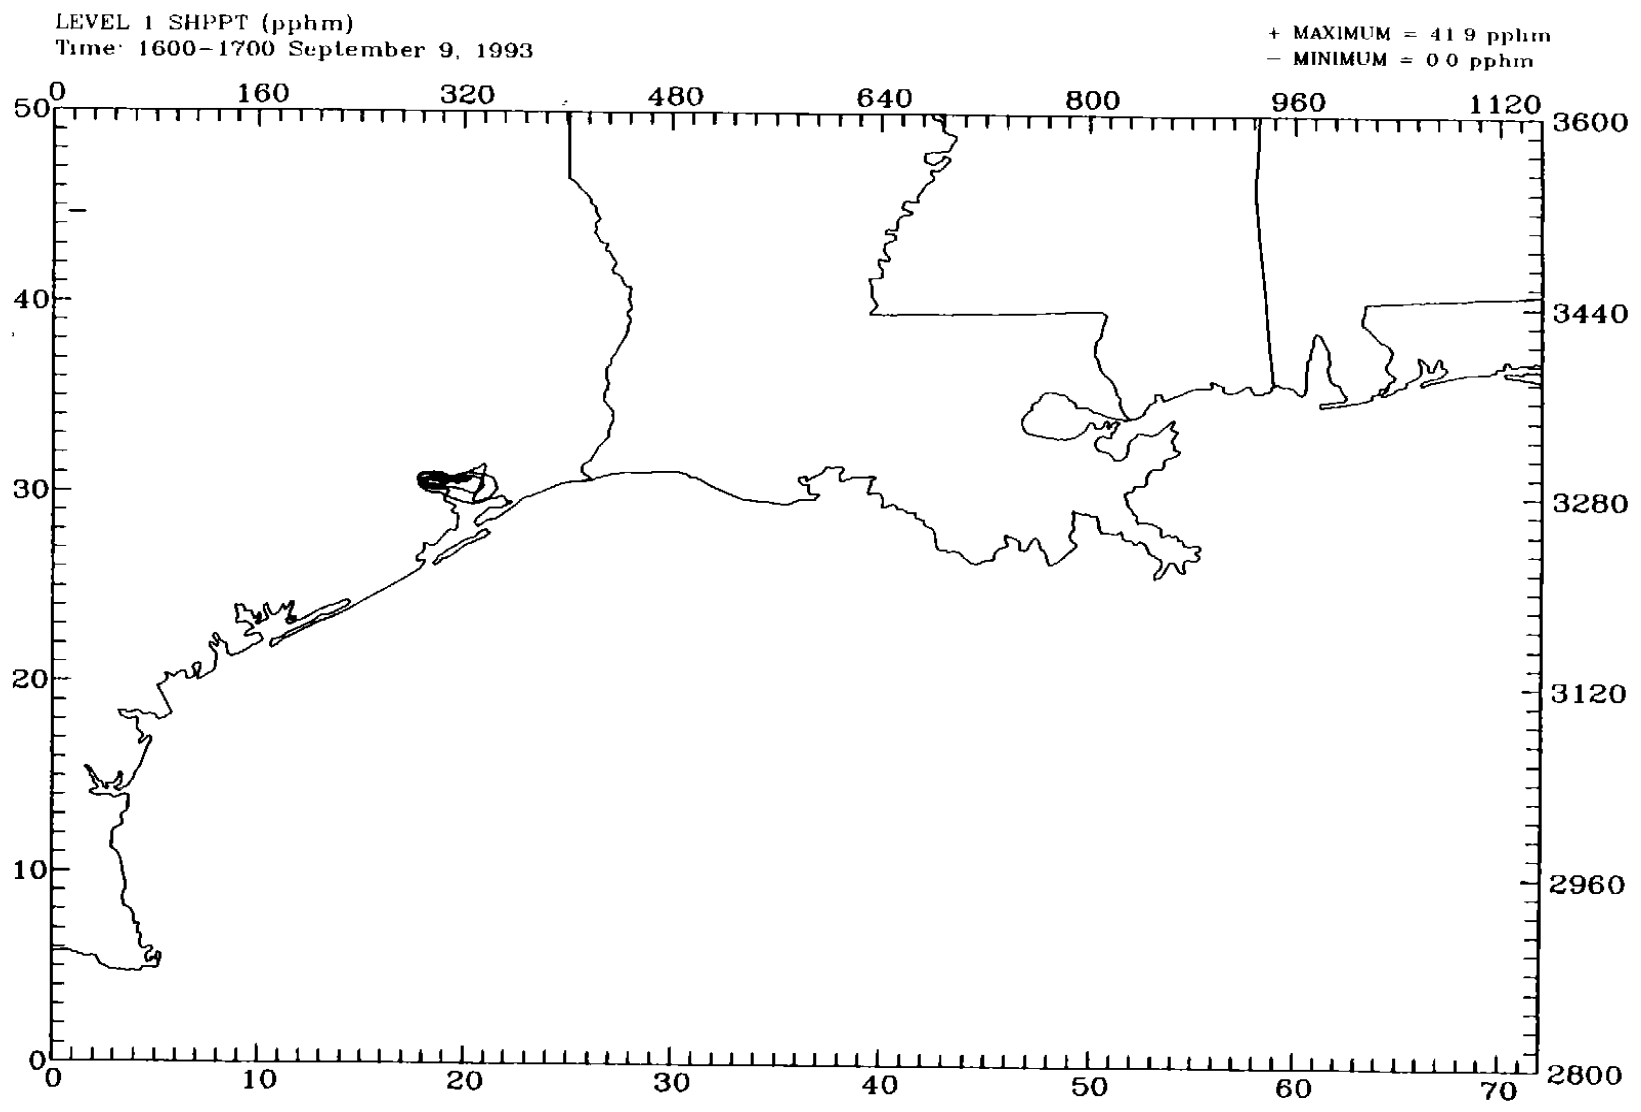 LEVEL 1 SHPPT (pphm)
Time: 1600-1700 September 9, 1993
+ MAXIMUM = 41 9 pphm
- MINIMUM = 0 0 pphm
0 160 320 480 640 800 960 1120
50 3600
40 3440
30 3280
20 3120
10 2960
0 2800
0 10 20 30 40 50 60 70